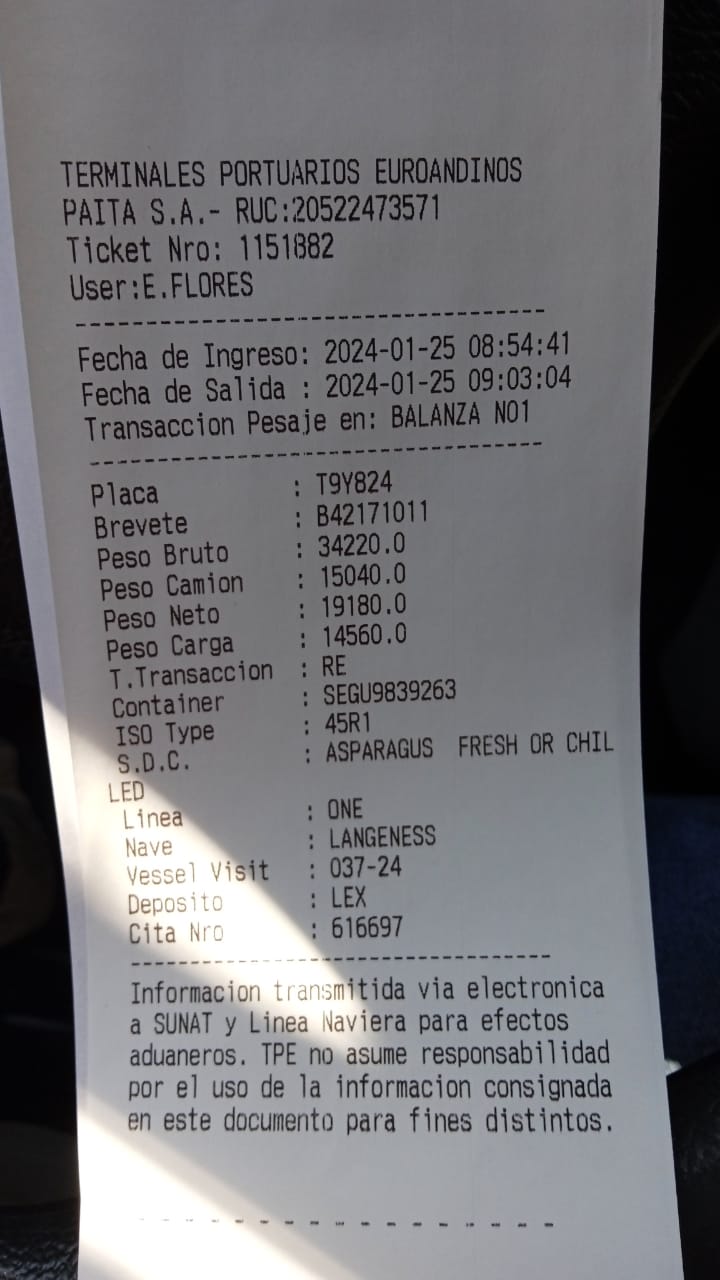 TERMINALES PORTUARIOS EUROANDINOS
PAITA S.A.- RUC:20522473571
Ticket Nro: 1151882
User:E.FLORES
---------------------------------
Fecha de Ingreso: 2024-01-25 08:54:41
Fecha de Salida : 2024-01-25 09:03:04
Transaccion Pesaje en: BALANZA NO1
---------------------------------
Placa : T9Y824
Brevete : B42171011
Peso Bruto : 34220.0
Peso Camion : 15040.0
Peso Neto : 19180.0
Peso Carga : 14560.0
T.Transaccion : RE
Container : SEGU9839263
ISO Type : 45R1
S.D.C. : ASPARAGUS  FRESH OR CHIL
LED
Linea : ONE
Nave : LANGENESS
Vessel Visit : 037-24
Deposito : LEX
Cita Nro : 616697
---------------------------------
Informacion transmitida via electronica
a SUNAT y Linea Naviera para efectos
aduaneros. TPE no asume responsabilidad
por el uso de la informacion consignada
en este documento para fines distintos.
- - - - - - - - - - - - - - - - -